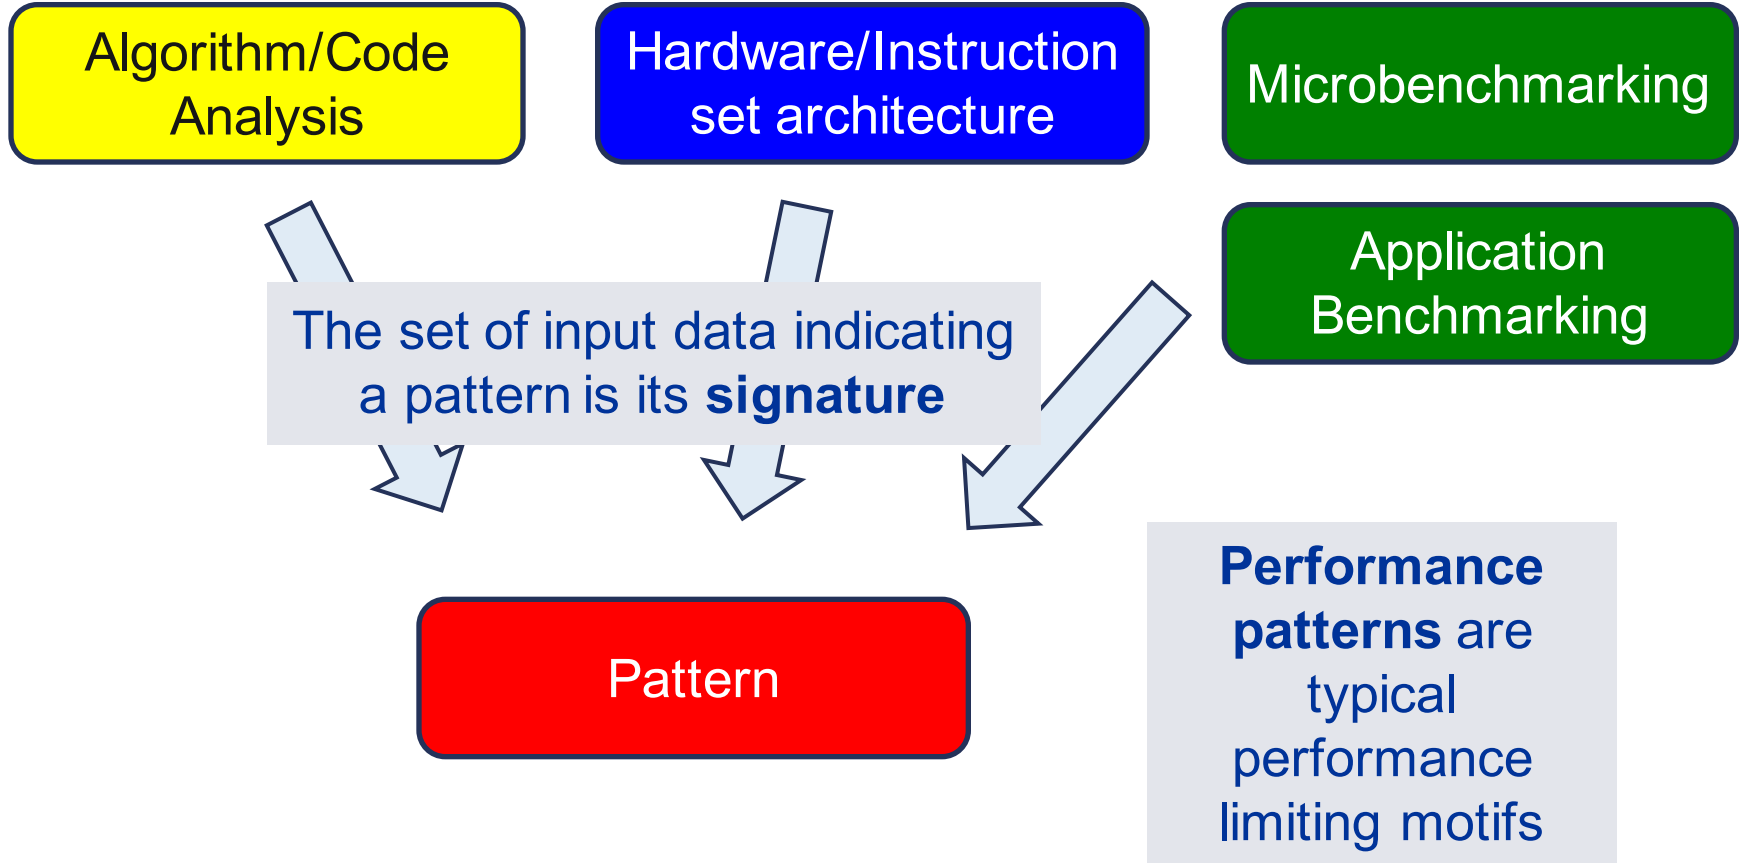 Algorithm/Code
Analysis
Hardware/Instruction
set architecture
Microbenchmarking
Application
Benchmarking
The set of input data indicating
a pattern is its signature
Pattern
Performance
patterns are
typical
performance
limiting motifs